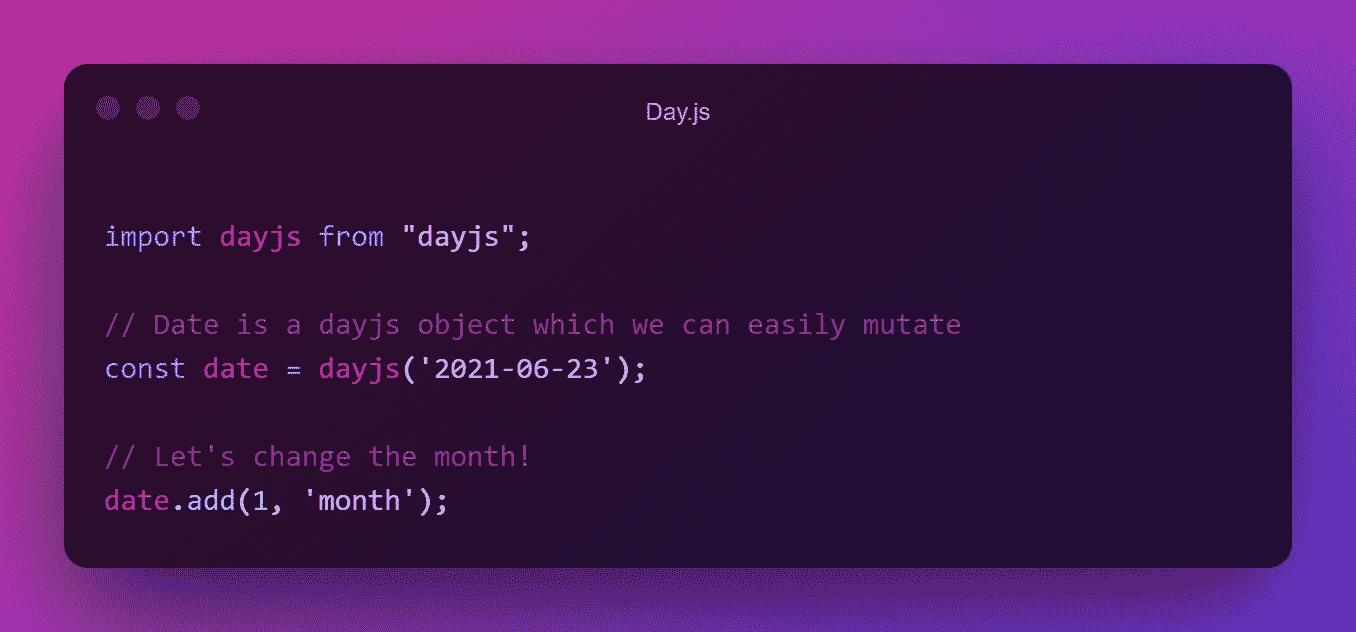 Day.js
import dayjs from "dayjs";
// Date is a dayjs object which we can easily mutate
const date = dayjs('2021-06-23');
// Let's change the month!
date.add(1, 'month');